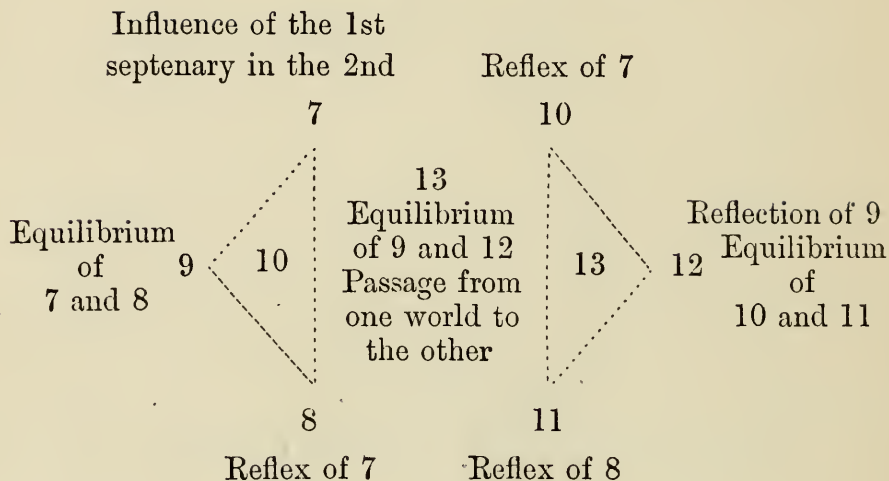 Influence of the 1st
septenary in the 2nd
7
Reflex of 7
10
Equilibrium
of
7 and 8
9
10
13
Equilibrium
of 9 and 12
Passage from
one world to
the other
13
12
Reflection of 9
Equilibrium
of
10 and 11
8
Reflex of 7
11
Reflex of 8